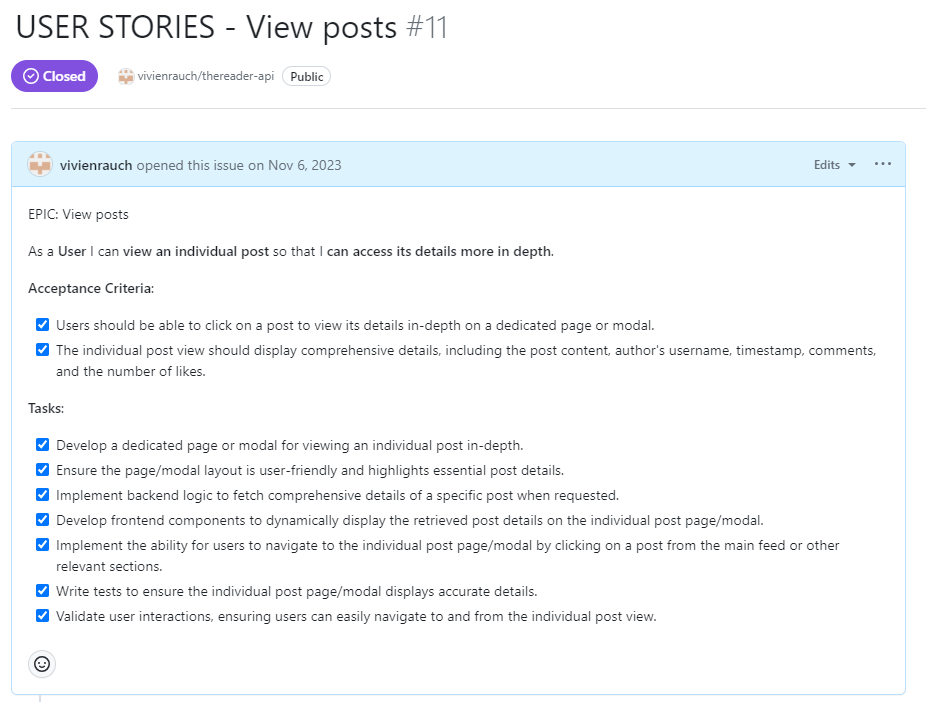 USER STORIES - View posts #11
Closed vivienrauch/thereader-api Public
vivienrauch opened this issue on Nov 6, 2023 Edits
EPIC: View posts
As a User I can view an individual post so that I can access its details more in depth.
Acceptance Criteria:
Users should be able to click on a post to view its details in-depth on a dedicated page or modal.
The individual post view should display comprehensive details, including the post content, author's username, timestamp, comments,
and the number of likes.
Tasks:
Develop a dedicated page or modal for viewing an individual post in-depth.
Ensure the page/modal layout is user-friendly and highlights essential post details.
Implement backend logic to fetch comprehensive details of a specific post when requested.
Develop frontend components to dynamically display the retrieved post details on the individual post page/modal.
Implement the ability for users to navigate to the individual post page/modal by clicking on a post from the main feed or other
relevant sections.
Write tests to ensure the individual post page/modal displays accurate details.
Validate user interactions, ensuring users can easily navigate to and from the individual post view.